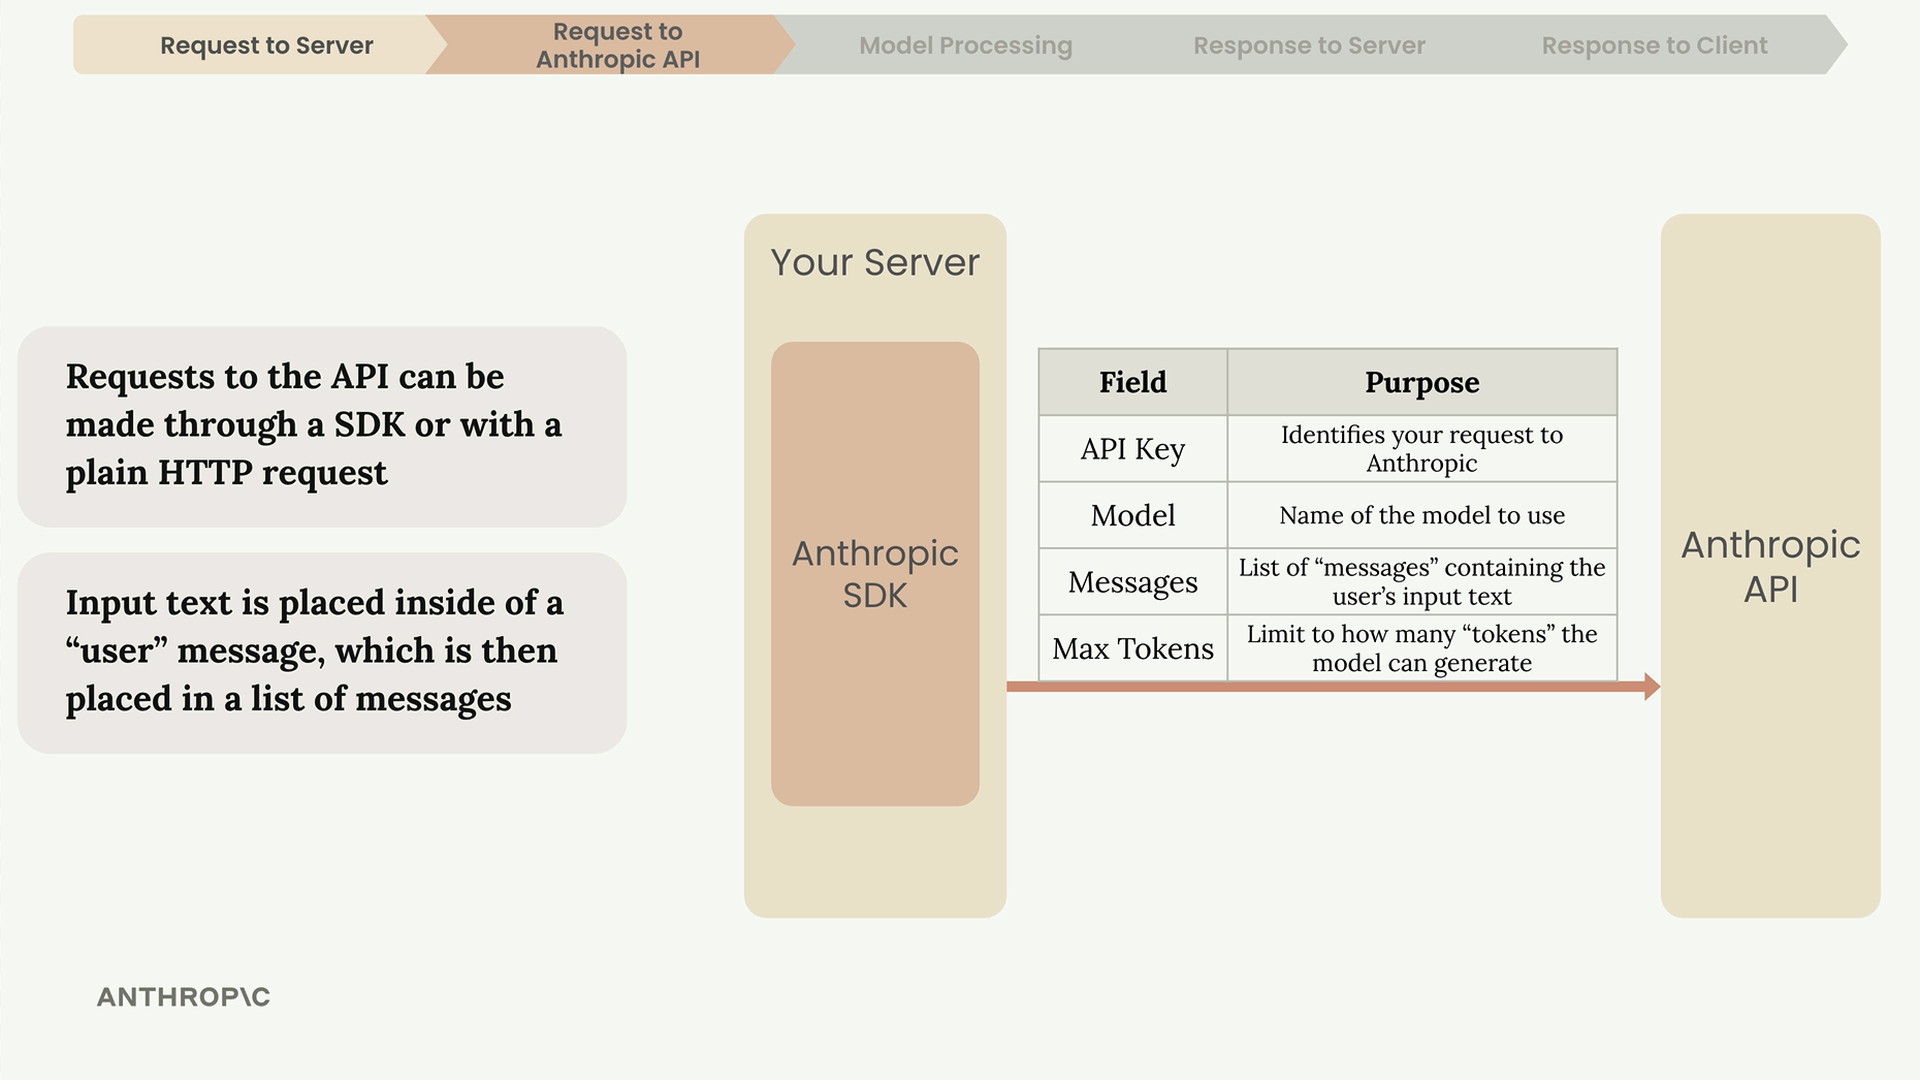 Request to Server
Request to
Anthropic API
Model Processing
Response to Server
Response to Client
Requests to the API can be
made through a SDK or with a
plain HTTP request
Input text is placed inside of a
“user” message, which is then
placed in a list of messages
Your Server
Anthropic
SDK
Field
Purpose
API Key
Identifies your request to
Anthropic
Model
Name of the model to use
Messages
List of “messages” containing the
user’s input text
Max Tokens
Limit to how many “tokens” the
model can generate
Anthropic
API
ANTHROP\C